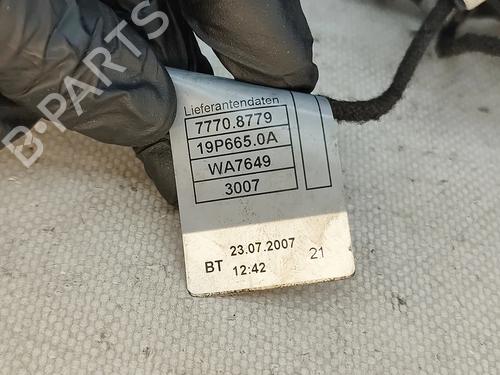 B-PARTS
Lieferantendaten
7770.8779
19P665.0A
WA7649
3007
BT 23.07.2007
12:42 21